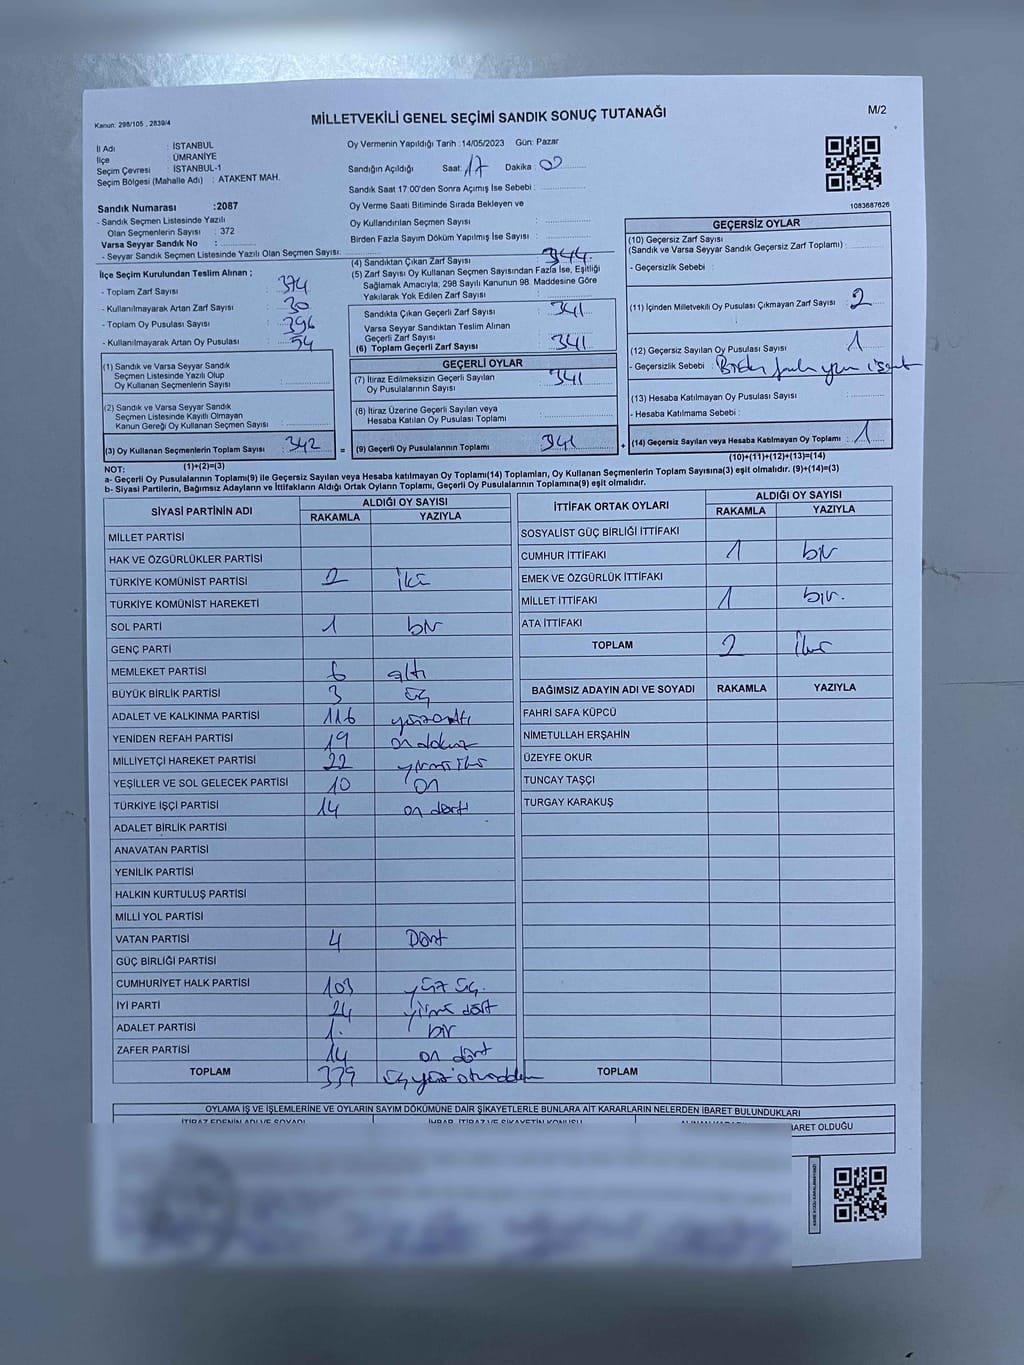 Kanun: 298/105 , 2839/4
MİLLETVEKİLİ GENEL SEÇİMİ SANDIK SONUÇ TUTANAĞI
M/2
İl Adı : İSTANBUL
İlçe : ÜMRANİYE
Seçim Çevresi : İSTANBUL-1
Seçim Bölgesi (Mahalle Adı) : ATAKENT MAH.
Sandık Numarası :2087
- Sandık Seçmen Listesinde Yazılı
Olan Seçmenlerin Sayısı : 372
Varsa Seyyar Sandık No :
- Seyyar Sandık Seçmen Listesinde Yazılı Olan Seçmen Sayısı:
Oy Vermenin Yapıldığı Tarih :14/05/2023 Gün: Pazar
Sandığın Açıldığı Saat: 17 Dakika : 00
Sandık Saat 17:00'den Sonra Açımış İse Sebebi :
Oy Verme Saati Bitiminde Sırada Bekleyen ve
Oy Kullandırılan Seçmen Sayısı :
Birden Fazla Sayım Döküm Yapılmış İse Sayısı :
1083687626
İlçe Seçim Kurulundan Teslim Alınan ;
- Toplam Zarf Sayısı : 374
- Kullanılmayarak Artan Zarf Sayısı : 30
- Toplam Oy Pusulası Sayısı : 396
- Kullanılmayarak Artan Oy Pusulası : 54
(1) Sandık ve Varsa Seyyar Sandık
Seçmen Listesinde Yazılı Olup
Oy Kullanan Seçmenlerin Sayısı :
(2) Sandık ve Varsa Seyyar Sandık
Seçmen Listesinde Kayıtlı Olmayan
Kanun Gereği Oy Kullanan Seçmen Sayısı :
(3) Oy Kullanan Seçmenlerin Toplam Sayısı : 342 =
(1)+(2)=(3)
(4) Sandıktan Çıkan Zarf Sayısı : 344
(5) Zarf Sayısı Oy Kullanan Seçmen Sayısından Fazla İse, Eşitliği
Sağlamak Amacıyla; 298 Sayılı Kanunun 98. Maddesine Göre
Yakılarak Yok Edilen Zarf Sayısı :
Sandıkta Çıkan Geçerli Zarf Sayısı : 341
Varsa Seyyar Sandıktan Teslim Alınan
Geçerli Zarf Sayısı :
(6) Toplam Geçerli Zarf Sayısı : 341
GEÇERLİ OYLAR
(7) İtiraz Edilmeksizin Geçerli Sayılan
Oy Pusulalarının Sayısı : 341
(8) İtiraz Üzerine Geçerli Sayılan veya
Hesaba Katılan Oy Pusulası Toplamı :
(9) Geçerli Oy Pusulalarının Toplamı : 341 +
GEÇERSİZ OYLAR
(10) Geçersiz Zarf Sayısı
(Sandık ve Varsa Seyyar Sandık Geçersiz Zarf Toplamı) :
- Geçersizlik Sebebi :
(11) İçinden Milletvekili Oy Pusulası Çıkmayan Zarf Sayısı : 2
(12) Geçersiz Sayılan Oy Pusulası Sayısı : 1
- Geçersizlik Sebebi : Birden fazla
(13) Hesaba Katılmayan Oy Pusulası Sayısı :
- Hesaba Katılmama Sebebi :
(14) Geçersiz Sayılan veya Hesaba Katılmayan Oy Toplamı : 1
(10)+(11)+(12)+(13)=(14)
NOT:
a- Geçerli Oy Pusulalarının Toplamı(9) ile Geçersiz Sayılan veya Hesaba Katılmayan Oy Toplamı(14) Toplamları, Oy Kullanan Seçmenlerin Toplam Sayısına(3) eşit olmalıdır. (9)+(14)=(3)
b- Siyasi Partilerin, Bağımsız Adayların ve İttifakların Aldığı Ortak Oyların Toplamı, Geçerli Oy Pusulalarının Toplamına(9) eşit olmalıdır.
SİYASİ PARTİNİN ADI ALDIĞI OY SAYISI
RAKAMLA YAZIYLA
MİLLET PARTİSİ
HAK VE ÖZGÜRLÜKLER PARTİSİ
TÜRKİYE KOMÜNİST PARTİSİ 2 iki
TÜRKİYE KOMÜNİST HAREKETİ
SOL PARTİ 1 bir
GENÇ PARTİ
MEMLEKET PARTİSİ 6 altı
BÜYÜK BİRLİK PARTİSİ 3 üç
ADALET VE KALKINMA PARTİSİ 116 yüzonaltı
YENİDEN REFAH PARTİSİ 19 on dokuz
MİLLİYETÇİ HAREKET PARTİSİ 22 yirmi iki
YEŞİLLER VE SOL GELECEK PARTİSİ 10 on
TÜRKİYE İŞÇİ PARTİSİ 14 on dört
ADALET BİRLİK PARTİSİ
ANAVATAN PARTİSİ
YENİLİK PARTİSİ
HALKIN KURTULUŞ PARTİSİ
MİLLİ YOL PARTİSİ
VATAN PARTİSİ 4 Dört
GÜÇ BİRLİĞİ PARTİSİ
CUMHURİYET HALK PARTİSİ 103 yüz üç.
İYİ PARTİ 24 yirmi dört
ADALET PARTİSİ 1. bir
ZAFER PARTİSİ 14 on dört
TOPLAM 339 üç yüz otuz
İTTİFAK ORTAK OYLARI ALDIĞI OY SAYISI
RAKAMLA YAZIYLA
SOSYALİST GÜÇ BİRLİĞİ İTTİFAKI
CUMHUR İTTİFAKI 1 bir
EMEK VE ÖZGÜRLÜK İTTİFAKI
MİLLET İTTİFAKI 1 bir.
ATA İTTİFAKI
TOPLAM 2 iki
BAĞIMSIZ ADAYIN ADI VE SOYADI RAKAMLA YAZIYLA
FAHRİ SAFA KÜPCÜ
NİMETULLAH ERŞAHİN
ÜZEYFE OKUR
TUNCAY TAŞÇI
TURGAY KARAKUŞ
TOPLAM
OYLAMA İŞ VE İŞLEMLERİNE VE OYLARIN SAYIM DÖKÜMÜNE DAİR ŞİKAYETLERLE BUNLARA AİT KARARLARIN NELERDEN İBARET BULUNDUKLARI
İTİRAZ EDENİN ADI VE SOYADI İHBAR, İTİRAZ VE ŞİKAYETİN KONUSU BARET OLDUĞU